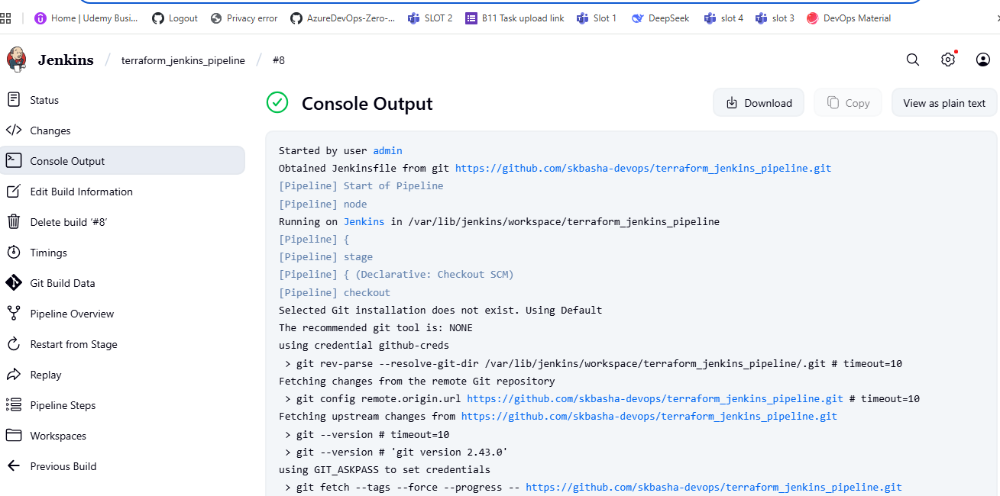 Home | Udemy Busi...
Logout
Privacy error
AzureDevOps-Zero-...
SLOT 2
B11 Task upload link
Slot 1
DeepSeek
slot 4
slot 3
DevOps Material
Jenkins / terraform_jenkins_pipeline / #8
Status
Changes
Console Output
Edit Build Information
Delete build ‘#8’
Timings
Git Build Data
Pipeline Overview
Restart from Stage
Replay
Pipeline Steps
Workspaces
Previous Build
Console Output
Download
Copy
View as plain text
Started by user admin
Obtained Jenkinsfile from git https://github.com/skbasha-devops/terraform_jenkins_pipeline.git
[Pipeline] Start of Pipeline
[Pipeline] node
Running on Jenkins in /var/lib/jenkins/workspace/terraform_jenkins_pipeline
[Pipeline] {
[Pipeline] stage
[Pipeline] { (Declarative: Checkout SCM)
[Pipeline] checkout
Selected Git installation does not exist. Using Default
The recommended git tool is: NONE
using credential github-creds
> git rev-parse --resolve-git-dir /var/lib/jenkins/workspace/terraform_jenkins_pipeline/.git # timeout=10
Fetching changes from the remote Git repository
> git config remote.origin.url https://github.com/skbasha-devops/terraform_jenkins_pipeline.git # timeout=10
Fetching upstream changes from https://github.com/skbasha-devops/terraform_jenkins_pipeline.git
> git --version # timeout=10
> git --version # 'git version 2.43.0'
using GIT_ASKPASS to set credentials
> git fetch --tags --force --progress -- https://github.com/skbasha-devops/terraform_jenkins_pipeline.git